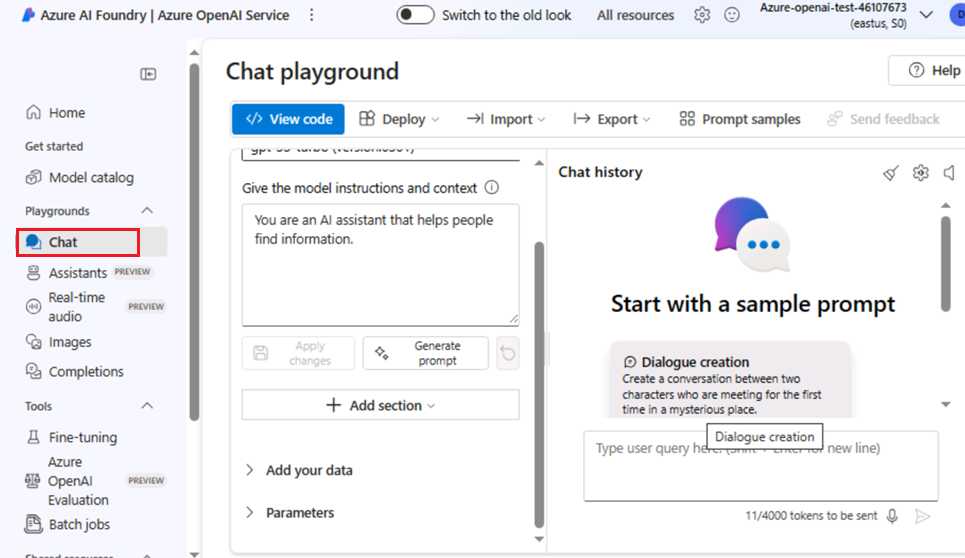 Azure AI Foundry | Azure OpenAI Service
Switch to the old look
All resources
Azure-openai-test-46107673
(eastus, S0)
D
Home
Get started
Model catalog
Playgrounds
Chat
Assistants PREVIEW
Real-time
audio
PREVIEW
Images
Completions
Tools
Fine-tuning
Azure
OpenAI
Evaluation
PREVIEW
Batch jobs
Shared resources
Chat playground
Help
View code
Deploy
Import
Export
Prompt samples
Send feedback
Give the model instructions and context
You are an AI assistant that helps people
find information.
Apply
changes
Generate
prompt
Add section
Add your data
Parameters
Chat history
Start with a sample prompt
Dialogue creation
Create a conversation between two
characters who are meeting for the first
time in a mysterious place.
Dialogue creation
Type user query here. (Shift + Enter for new line)
11/4000 tokens to be sent